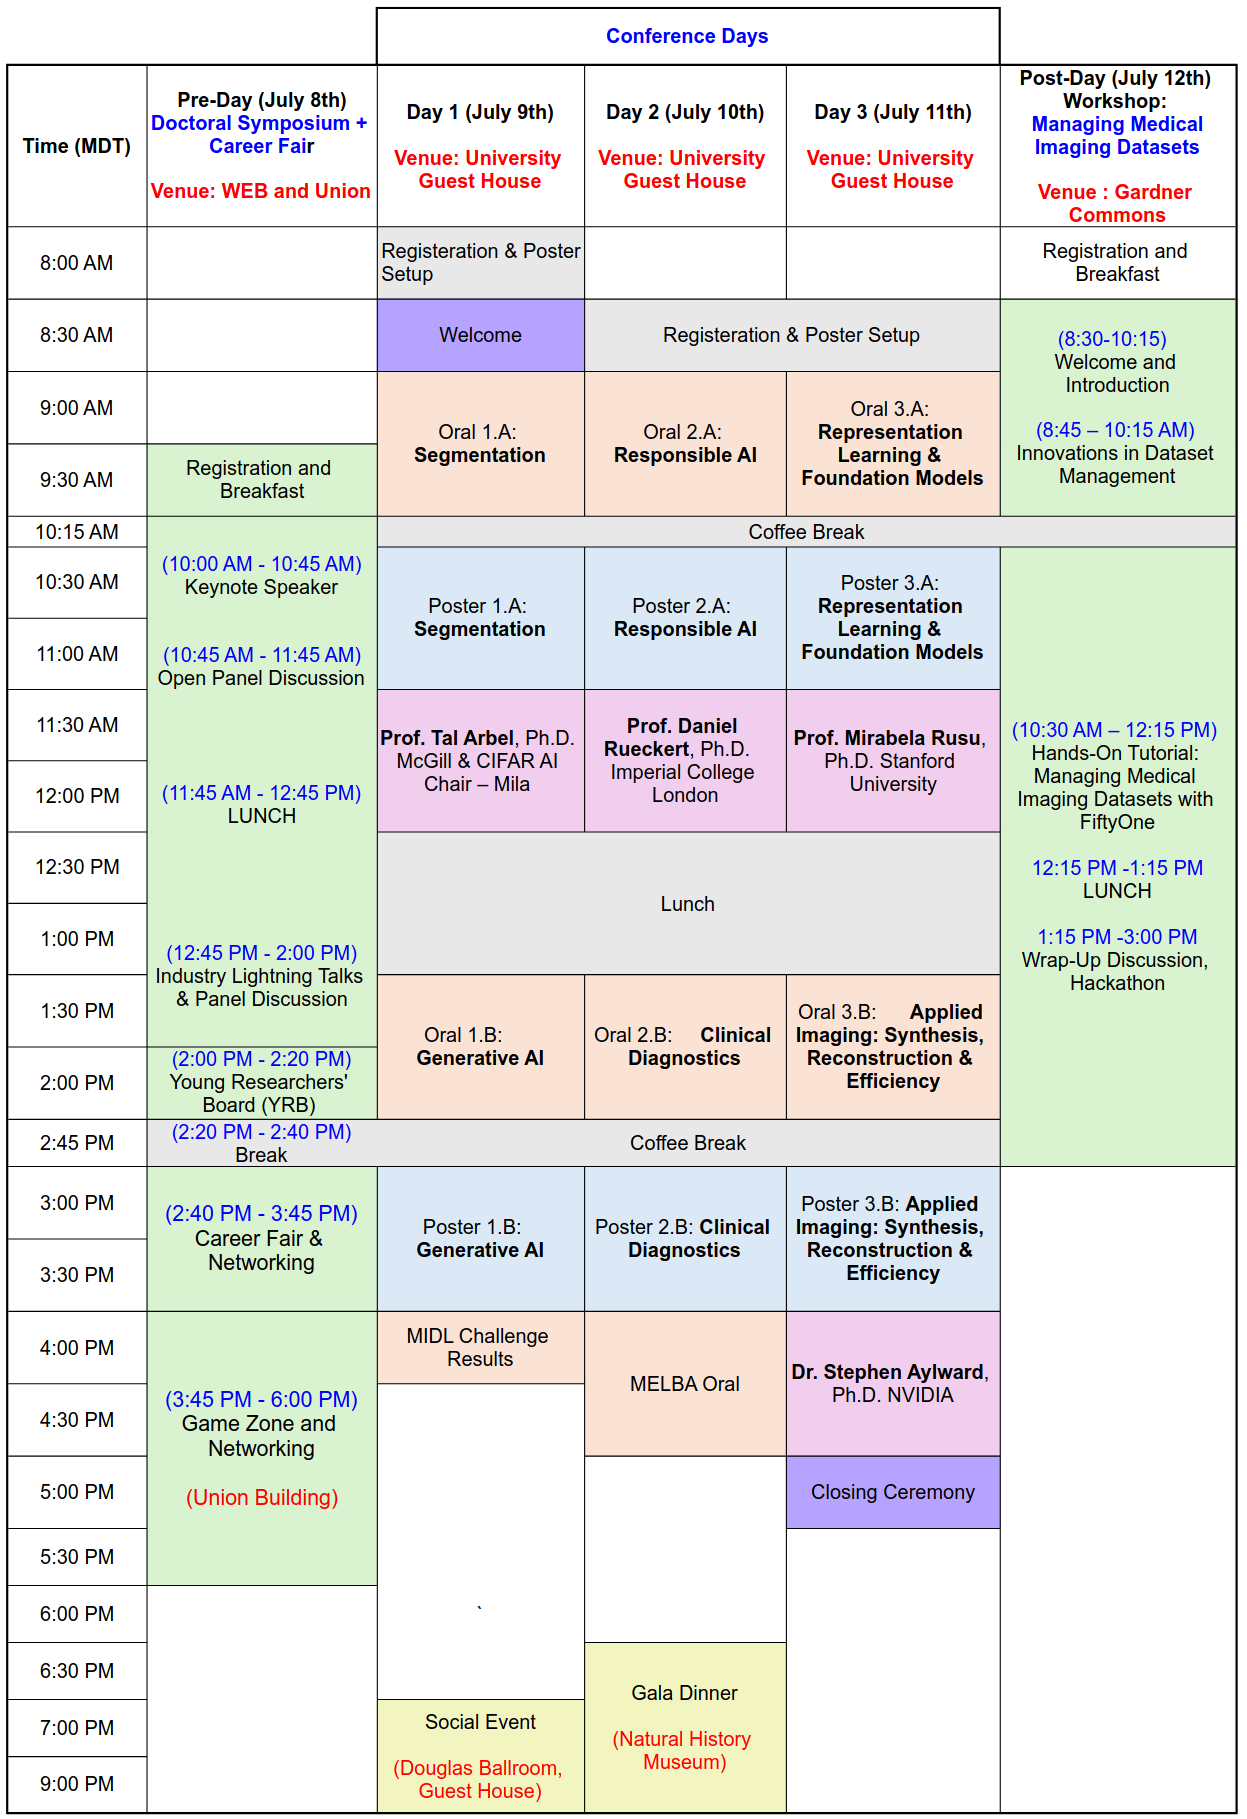 Conference Days
Time (MDT)
Pre-Day (July 8th)
Doctoral Symposium +
Career Fair
Venue: WEB and Union
Day 1 (July 9th)
Venue: University
Guest House
Day 2 (July 10th)
Venue: University
Guest House
Day 3 (July 11th)
Venue: University
Guest House
Post-Day (July 12th)
Workshop:
Managing Medical
Imaging Datasets
Venue : Gardner
Commons
8:00 AM
Registeration & Poster
Setup
Registration and
Breakfast
8:30 AM
Welcome
Registeration & Poster Setup
(8:30-10:15)
Welcome and
Introduction
(8:45 – 10:15 AM)
Innovations in Dataset
Management
9:00 AM
Oral 1.A:
Segmentation
Oral 2.A:
Responsible AI
Oral 3.A:
Representation
Learning &
Foundation Models
9:30 AM
Registration and
Breakfast
10:15 AM
Coffee Break
(10:00 AM - 10:45 AM)
Keynote Speaker
(10:45 AM - 11:45 AM)
Open Panel Discussion
(11:45 AM - 12:45 PM)
LUNCH
(12:45 PM - 2:00 PM)
Industry Lightning Talks
& Panel Discussion
10:30 AM
Poster 1.A:
Segmentation
Poster 2.A:
Responsible AI
Poster 3.A:
Representation
Learning &
Foundation Models
(10:30 AM – 12:15 PM)
Hands-On Tutorial:
Managing Medical
Imaging Datasets with
FiftyOne
12:15 PM -1:15 PM
LUNCH
1:15 PM -3:00 PM
Wrap-Up Discussion,
Hackathon
11:00 AM
11:30 AM
Prof. Tal Arbel, Ph.D.
McGill & CIFAR AI
Chair – Mila
Prof. Daniel
Rueckert, Ph.D.
Imperial College
London
Prof. Mirabela Rusu,
Ph.D. Stanford
University
12:00 PM
12:30 PM
Lunch
1:00 PM
1:30 PM
Oral 1.B:
Generative AI
Oral 2.B: Clinical
Diagnostics
Oral 3.B: Applied
Imaging: Synthesis,
Reconstruction &
Efficiency
2:00 PM
(2:00 PM - 2:20 PM)
Young Researchers'
Board (YRB)
2:45 PM
(2:20 PM - 2:40 PM)
Break
Coffee Break
3:00 PM
(2:40 PM - 3:45 PM)
Career Fair &
Networking
Poster 1.B:
Generative AI
Poster 2.B: Clinical
Diagnostics
Poster 3.B: Applied
Imaging: Synthesis,
Reconstruction &
Efficiency
3:30 PM
4:00 PM
(3:45 PM - 6:00 PM)
Game Zone and
Networking
(Union Building)
MIDL Challenge
Results
MELBA Oral
Dr. Stephen Aylward,
Ph.D. NVIDIA
4:30 PM
5:00 PM
Closing Ceremony
5:30 PM
6:00 PM
`
6:30 PM
Gala Dinner
(Natural History
Museum)
7:00 PM
Social Event
(Douglas Ballroom,
Guest House)
9:00 PM